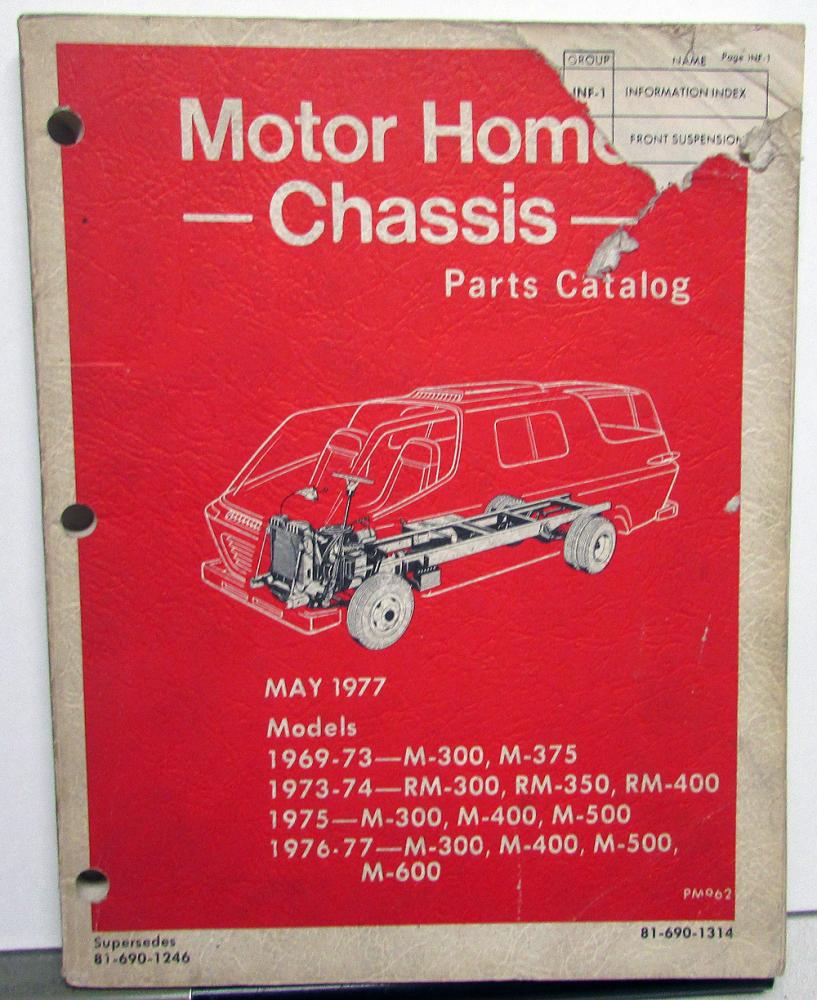 GROUP NAME Page INF-1
INF-1 INFORMATION INDEX
FRONT SUSPENSION
Motor Home
— Chassis —
Parts Catalog
MAY 1977
Models
1969-73—M-300, M-375
1973-74—RM-300, RM-350, RM-400
1975—M-300, M-400, M-500
1976-77—M-300, M-400, M-500,
M-600
PM962
Supersedes
81-690-1246
81-690-1314